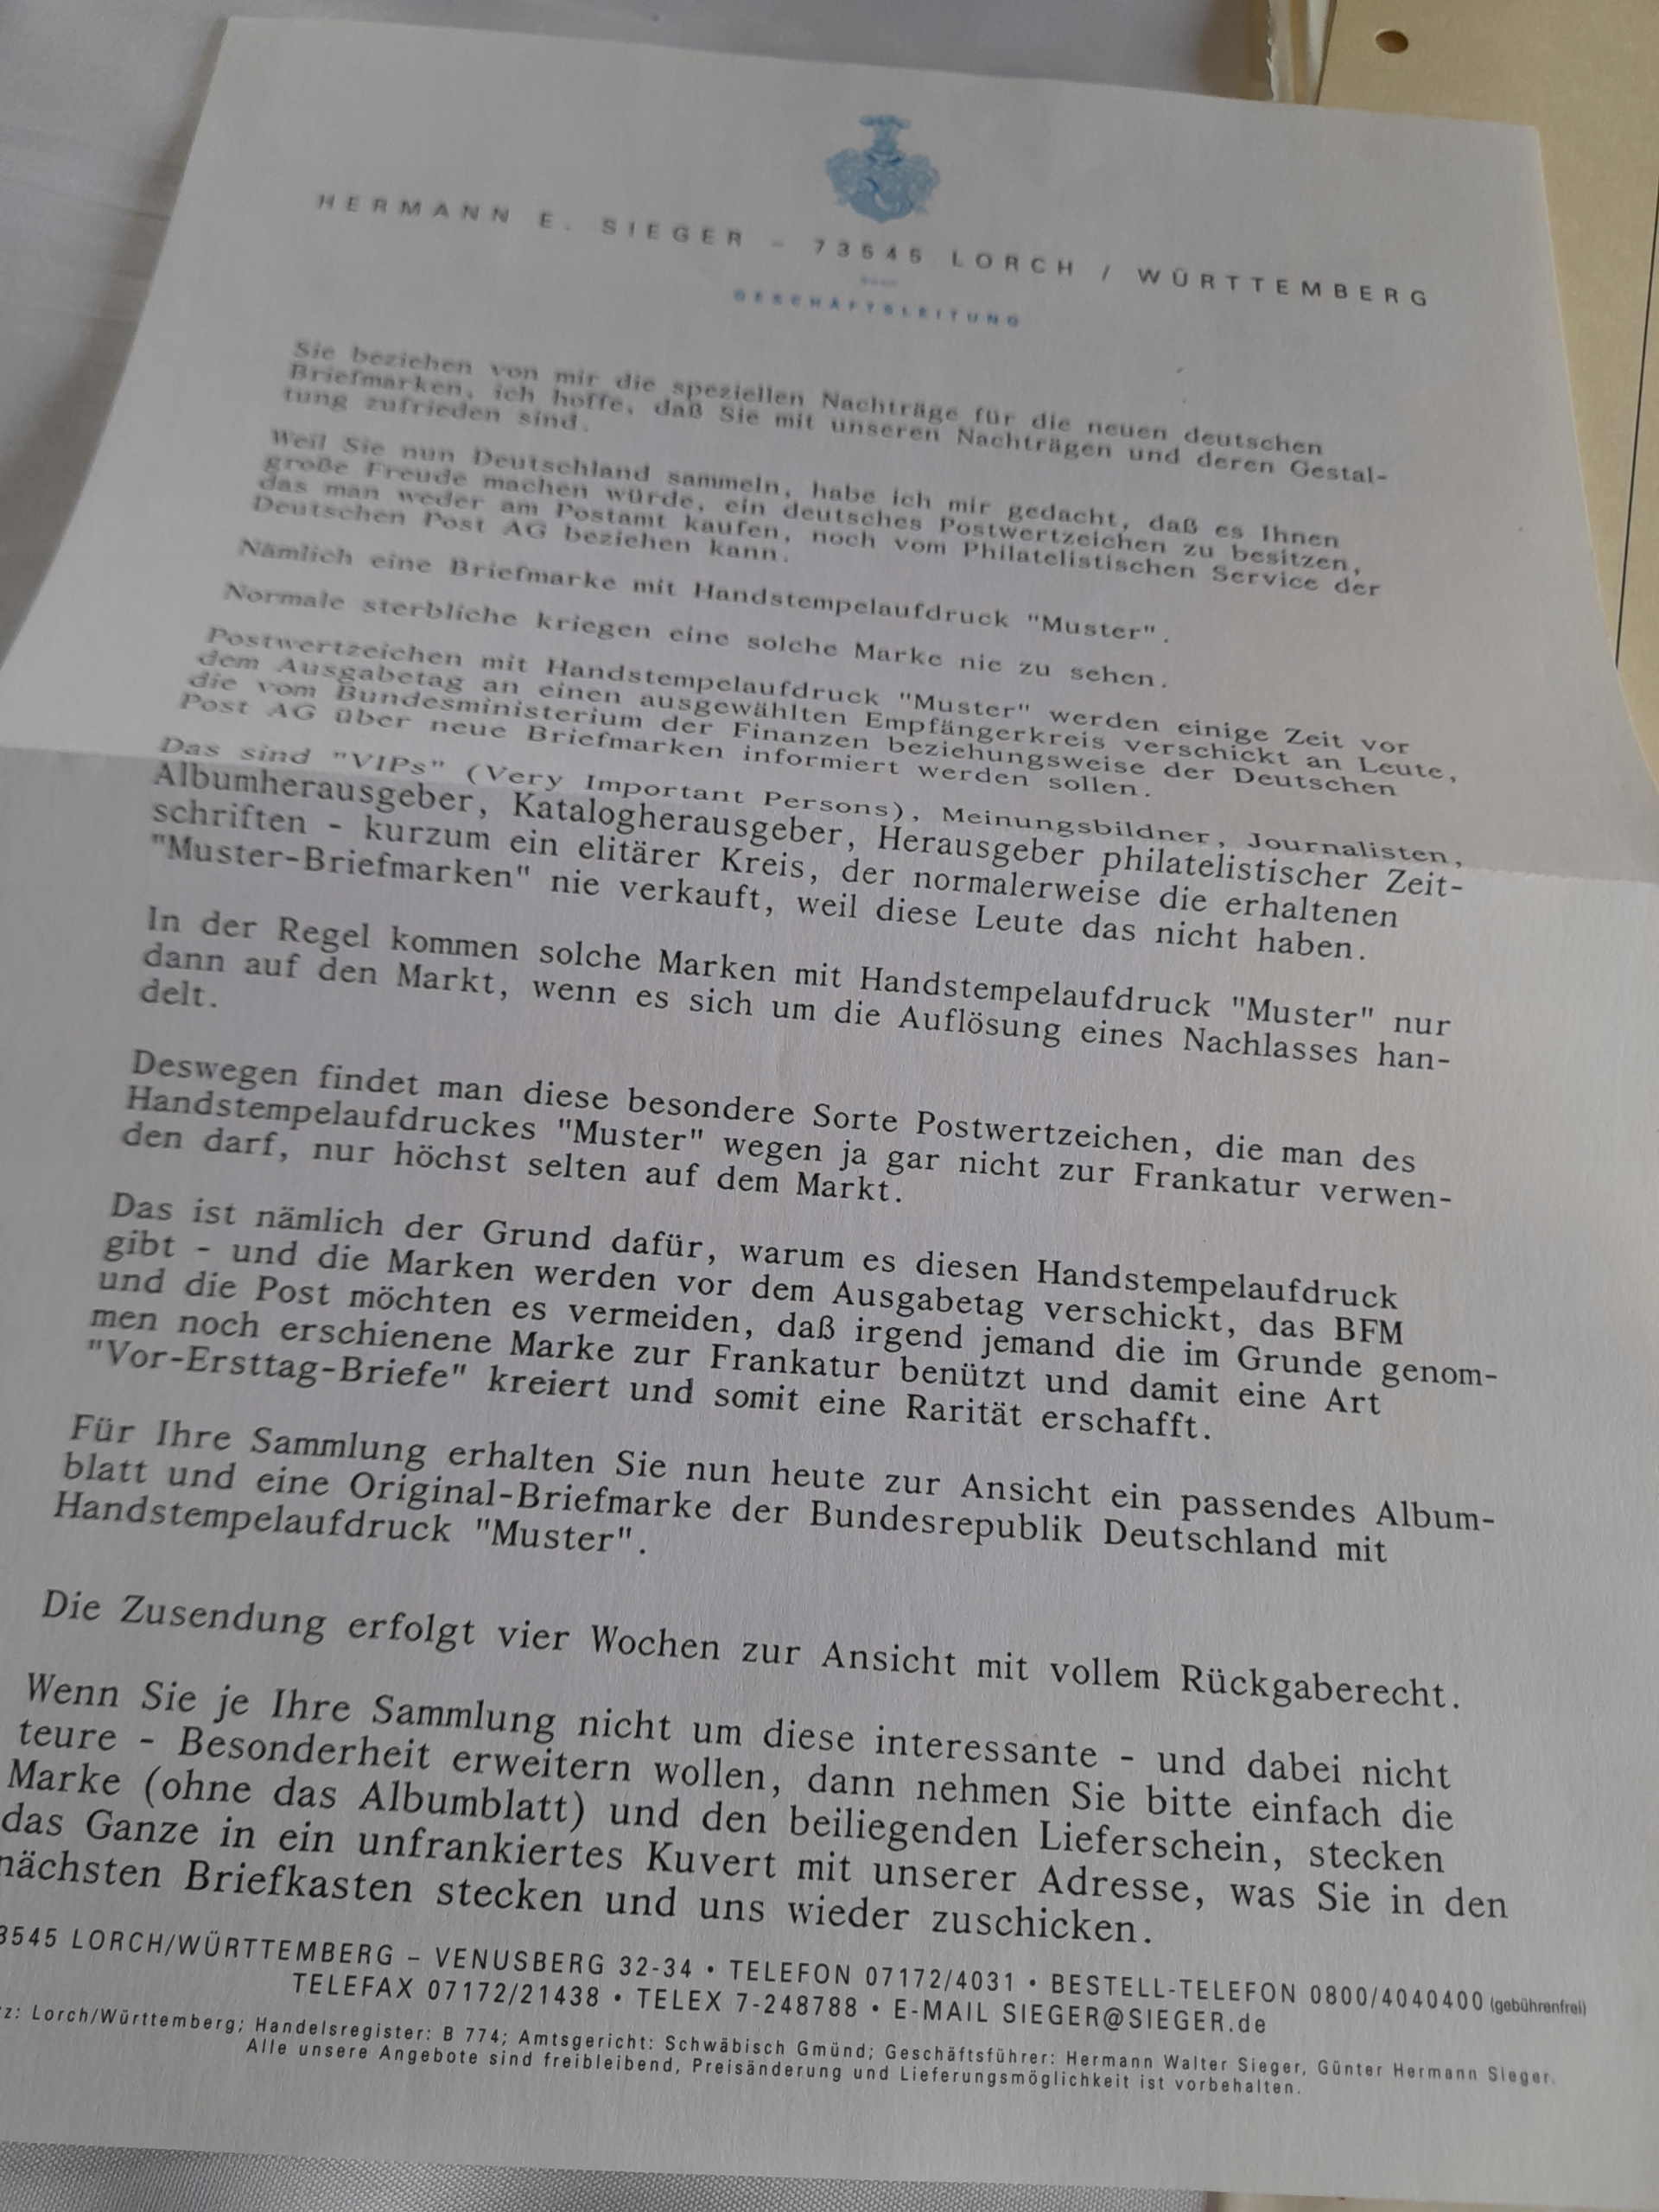 HERMANN E. SIEGER – 73545 LORCH / WÜRTTEMBERG
GESCHÄFTSLEITUNG
Sie beziehen von mir die speziellen Nachträge für die neuen deutschen
Briefmarken, ich hoffe, daß Sie mit unseren Nachträgen und deren Gestal-
tung zufrieden sind.
Weil Sie nun Deutschland sammeln, habe ich mir gedacht, daß es Ihnen
große Freude machen würde, ein deutsches Postwertzeichen zu besitzen,
das man weder am Postamt kaufen, noch vom Philatelistischen Service der
Deutschen Post AG beziehen kann.
Nämlich eine Briefmarke mit Handstempelaufdruck "Muster".
Normale sterbliche kriegen eine solche Marke nie zu sehen.
Postwertzeichen mit Handstempelaufdruck "Muster" werden einige Zeit vor
dem Ausgabetag an einen ausgewählten Empfängerkreis verschickt an Leute,
die vom Bundesministerium der Finanzen beziehungsweise der Deutschen
Post AG über neue Briefmarken informiert werden sollen.
Das sind "VIPs" (Very Important Persons), Meinungsbildner, Journalisten,
Albumherausgeber, Katalogherausgeber, Herausgeber philatelistischer Zeit-
schriften - kurzum ein elitärer Kreis, der normalerweise die erhaltenen
"Muster-Briefmarken" nie verkauft, weil diese Leute das nicht haben.
In der Regel kommen solche Marken mit Handstempelaufdruck "Muster" nur
dann auf den Markt, wenn es sich um die Auflösung eines Nachlasses han-
delt.
Deswegen findet man diese besondere Sorte Postwertzeichen, die man des
Handstempelaufdruckes "Muster" wegen ja gar nicht zur Frankatur verwen-
den darf, nur höchst selten auf dem Markt.
Das ist nämlich der Grund dafür, warum es diesen Handstempelaufdruck
gibt - und die Marken werden vor dem Ausgabetag verschickt, das BFM
und die Post möchten es vermeiden, daß irgend jemand die im Grunde genom-
men noch erschienene Marke zur Frankatur benützt und damit eine Art
"Vor-Ersttag-Briefe" kreiert und somit eine Rarität erschafft.
Für Ihre Sammlung erhalten Sie nun heute zur Ansicht ein passendes Album-
blatt und eine Original-Briefmarke der Bundesrepublik Deutschland mit
Handstempelaufdruck "Muster".
Die Zusendung erfolgt vier Wochen zur Ansicht mit vollem Rückgaberecht.
Wenn Sie je Ihre Sammlung nicht um diese interessante - und dabei nicht
teure - Besonderheit erweitern wollen, dann nehmen Sie bitte einfach die
Marke (ohne das Albumblatt) und den beiliegenden Lieferschein, stecken
das Ganze in ein unfrankiertes Kuvert mit unserer Adresse, was Sie in den
nächsten Briefkasten stecken und uns wieder zuschicken.
3545 LORCH/WÜRTTEMBERG – VENUSBERG 32-34 • TELEFON 07172/4031 • BESTELL-TELEFON 0800/4040400 (gebührenfrei)
TELEFAX 07172/21438 • TELEX 7-248788 • E-MAIL SIEGER@SIEGER.de
z: Lorch/Württemberg; Handelsregister: B 774; Amtsgericht: Schwäbisch Gmünd; Geschäftsführer: Hermann Walter Sieger, Günter Hermann Sieger.
Alle unsere Angebote sind freibleibend, Preisänderung und Lieferungsmöglichkeit ist vorbehalten.